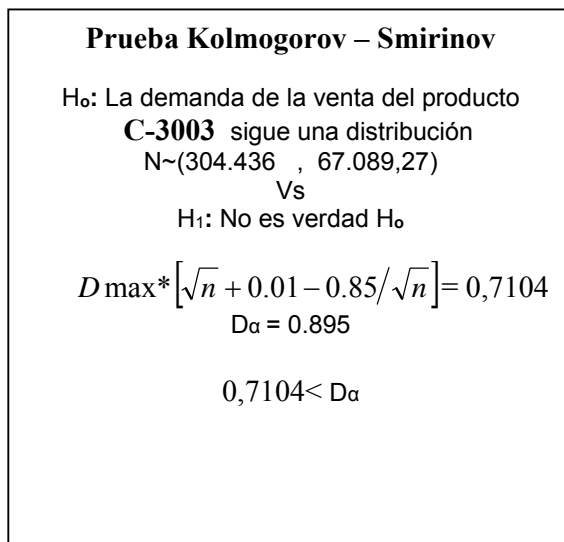 Prueba Kolmogorov – Smirinov
Ho: La demanda de la venta del producto
C-3003 sigue una distribución
N~(304.436 , 67.089,27)
Vs
H1: No es verdad Ho
D max*[√n + 0.01 − 0.85/√n]= 0,7104
Dα = 0.895
0,7104< Dα